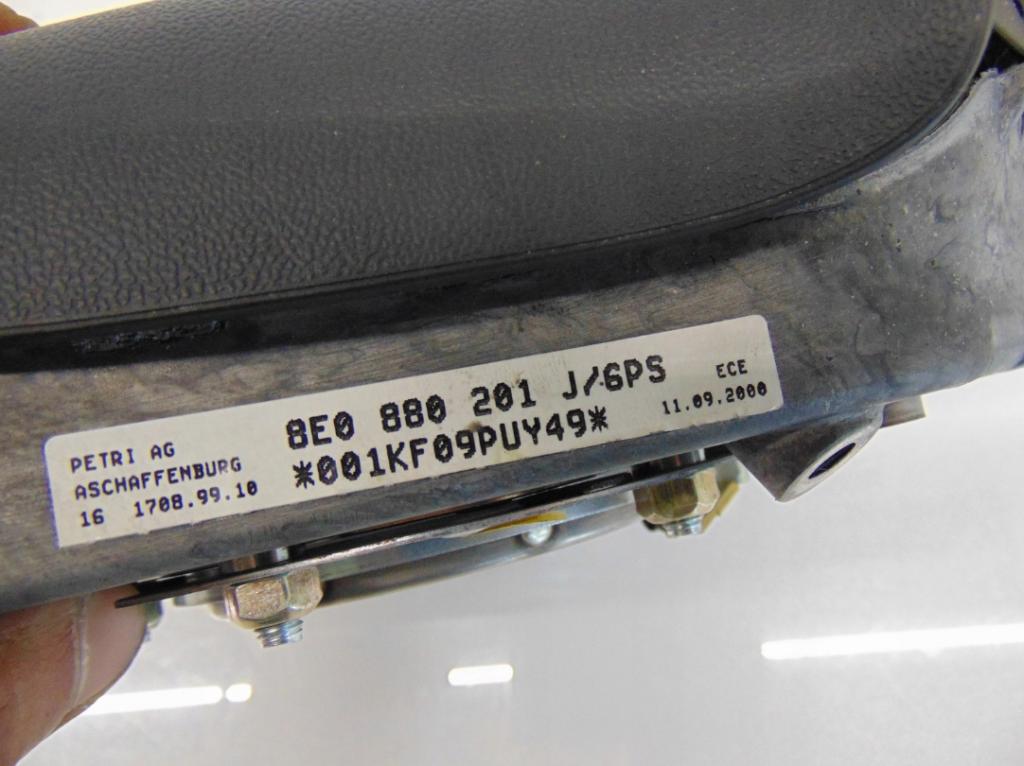 PETRI AG
ASCHAFFENBURG
16 1708.99.10
8E0 880 201 J/6PS
*001KF09PUY49*
ECE
11.09.2000